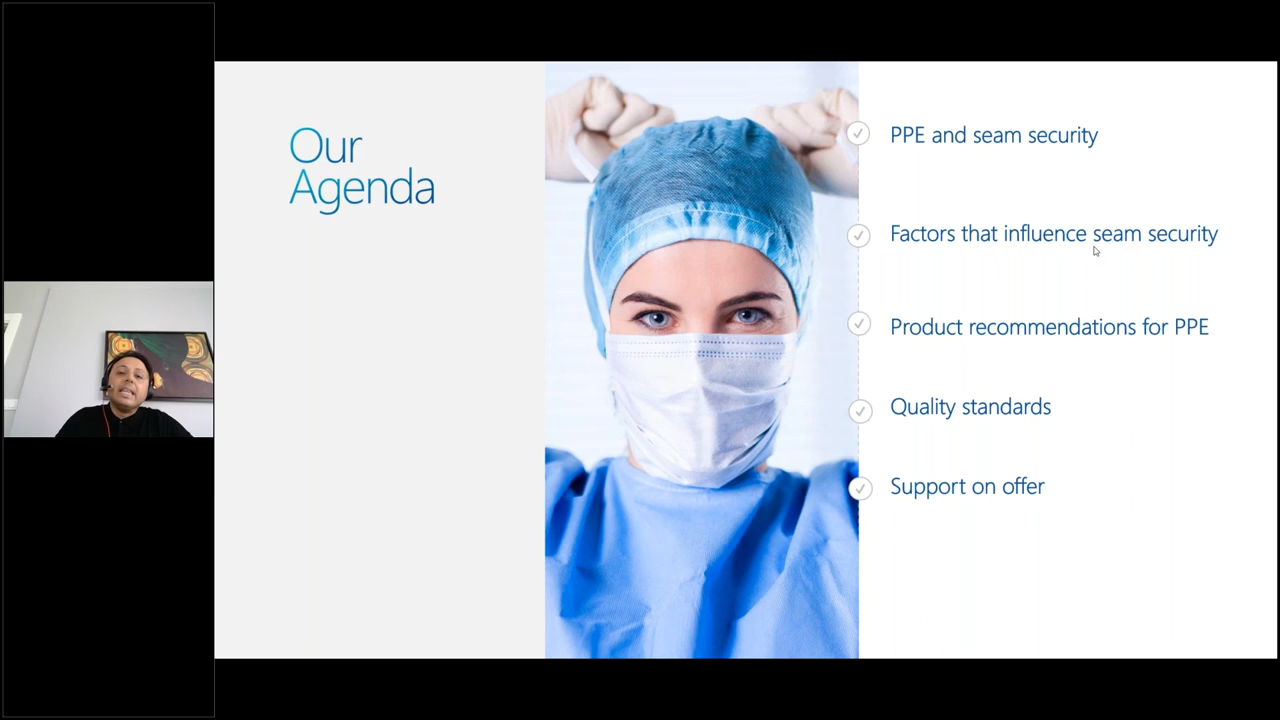 Our
Agenda
PPE and seam security
Factors that influence seam security
Product recommendations for PPE
Quality standards
Support on offer